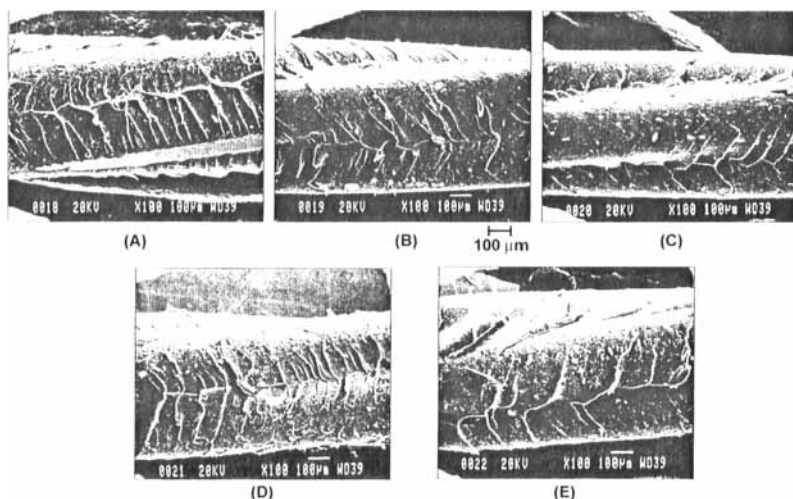 0018 20KV X100 100µm WD39
0019 20KV X100 100µm WD39
0020 20KV X100 100µm WD39
(A)
(B)
(C)
100 µm
0021 20KV X100 100µm WD39
0022 20KV X100 100µm WD39
(D)
(E)